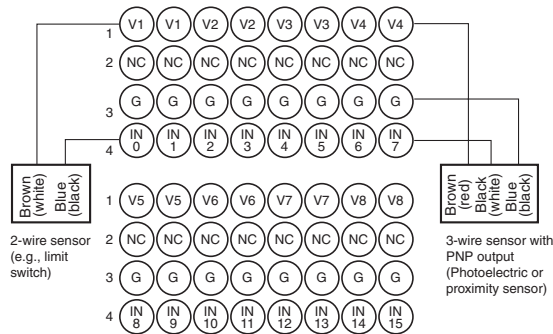 1 V1 V1 V2 V2 V3 V3 V4 V4
2 NC NC NC NC NC NC NC NC
3 G G G G G G G G
4 IN 0 IN 1 IN 2 IN 3 IN 4 IN 5 IN 6 IN 7
Brown (white)
Blue (black)
2-wire sensor
(e.g., limit
switch)
Brown (red)
Black (white)
Blue (black)
3-wire sensor with
PNP output
(Photoelectric or
proximity sensor)
1 V5 V5 V6 V6 V7 V7 V8 V8
2 NC NC NC NC NC NC NC NC
3 G G G G G G G G
4 IN 8 IN 9 IN 10 IN 11 IN 12 IN 13 IN 14 IN 15